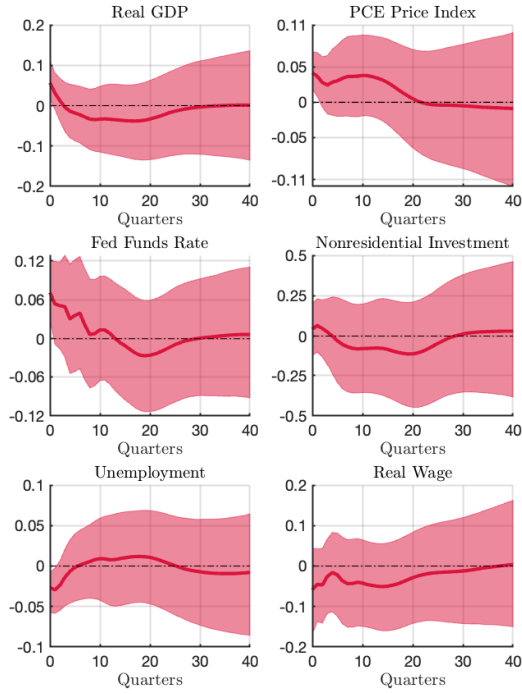 Real GDP
0.2
0.1
0
-0.1
-0.2
0 10 20 30 40
Quarters
PCE Price Index
0.11
0.05
0
-0.05
-0.11
0 10 20 30 40
Quarters
Fed Funds Rate
0.12
0.06
0
-0.06
-0.12
0 10 20 30 40
Quarters
Nonresidential Investment
0.5
0.25
0
-0.25
-0.5
0 10 20 30 40
Quarters
Unemployment
0.1
0.05
0
-0.05
-0.1
0 10 20 30 40
Quarters
Real Wage
0.2
0.1
0
-0.1
-0.2
0 10 20 30 40
Quarters